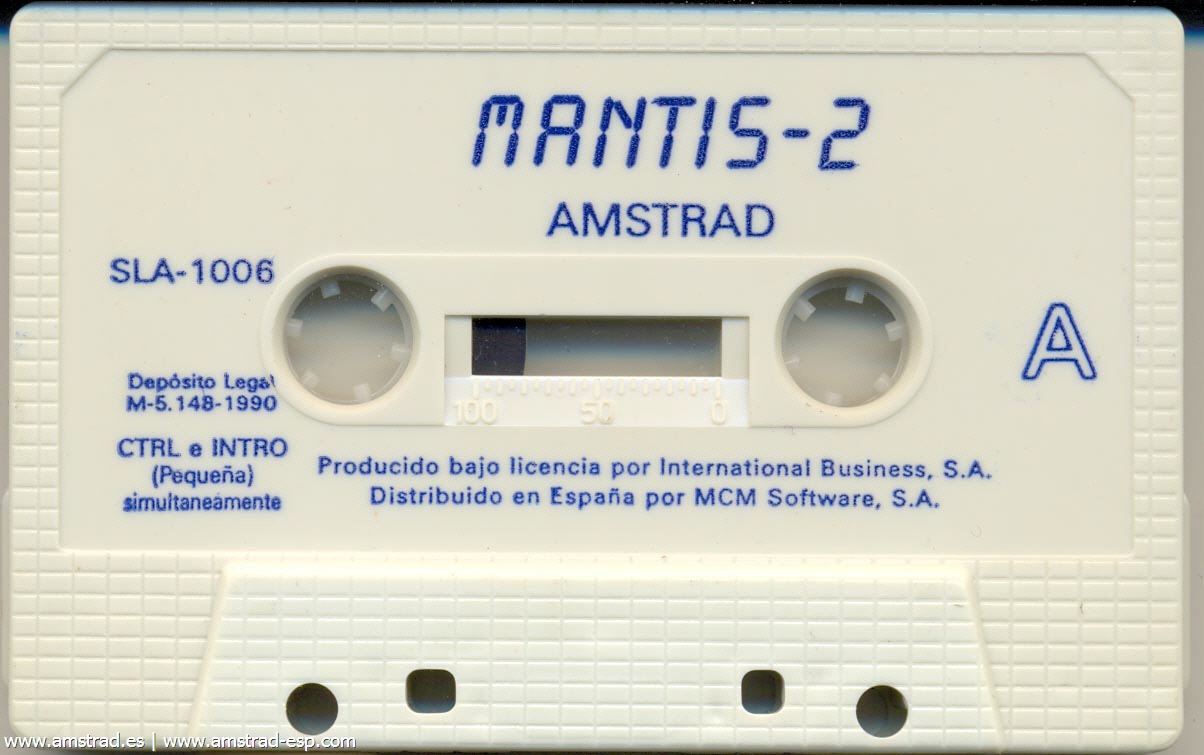 MANTIS-2
AMSTRAD
SLA-1006
A
Depósito Legal
M-5.148-1990
100 50 0
CTRL e INTRO
(Pequeña)
simultaneámente
Producido bajo licencia por International Business, S.A.
Distribuido en España por MCM Software, S.A.
www.amstrad.es | www.amstrad-esp.com